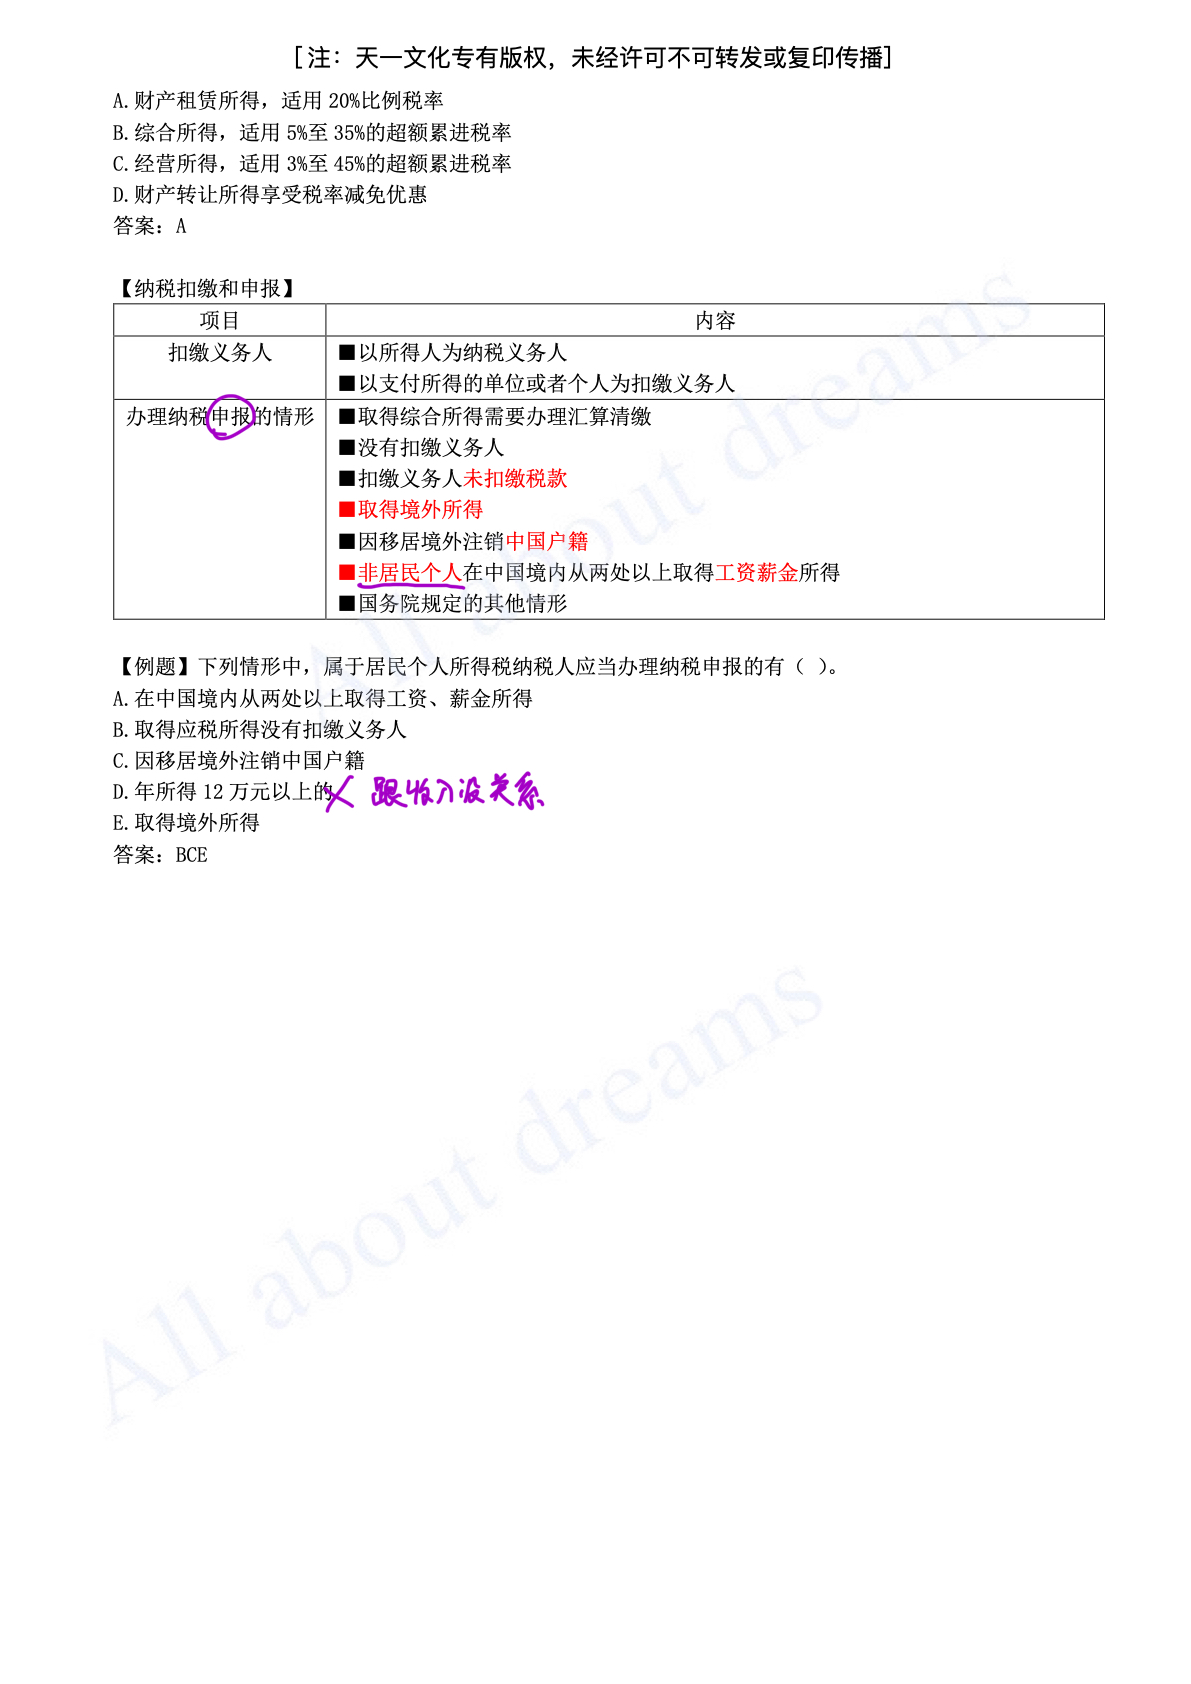 [注：天一文化专有版权，未经许可不可转发或复印传播]
A.财产租赁所得，适用 20%比例税率
B.综合所得，适用 5%至 35%的超额累进税率
C.经营所得，适用 3%至 45%的超额累进税率
D.财产转让所得享受税率减免优惠
答案：A
【纳税扣缴和申报】
项目 内容
扣缴义务人
■以所得人为纳税义务人
■以支付所得的单位或者个人为扣缴义务人
办理纳税申报的情形
■取得综合所得需要办理汇算清缴
■没有扣缴义务人
■扣缴义务人未扣缴税款
■取得境外所得
■因移居境外注销中国户籍
■非居民个人在中国境内从两处以上取得工资薪金所得
■国务院规定的其他情形
【例题】下列情形中，属于居民个人所得税纳税人应当办理纳税申报的有（ ）。
A.在中国境内从两处以上取得工资、薪金所得
B.取得应税所得没有扣缴义务人
C.因移居境外注销中国户籍
D.年所得 12 万元以上的 跟收入没关系
E.取得境外所得
答案：BCE
All about dreams
All about dreams